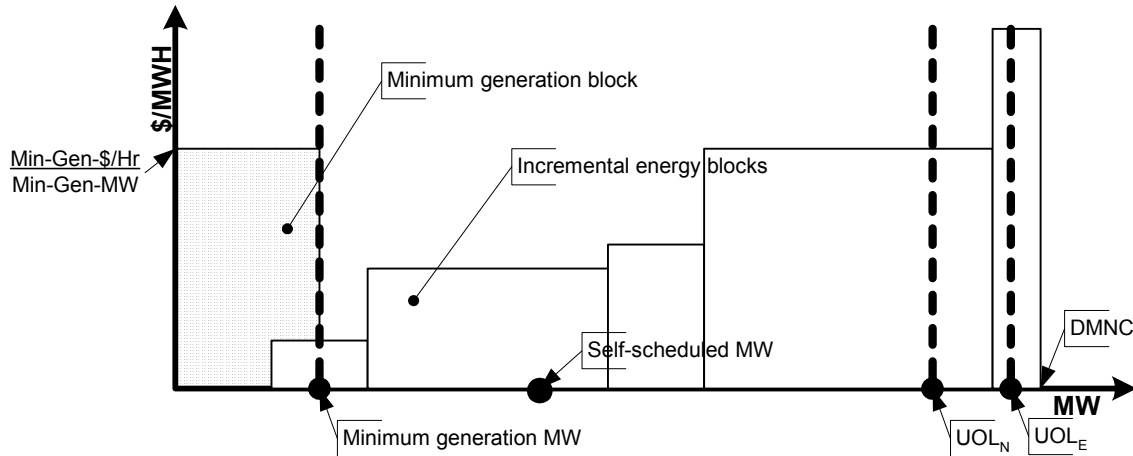 $/MWH
Minimum generation block
Min-Gen-$/Hr
Min-Gen-MW
Incremental energy blocks
Self-scheduled MW
DMNC
MW
Minimum generation MW
UOL_N
UOL_E